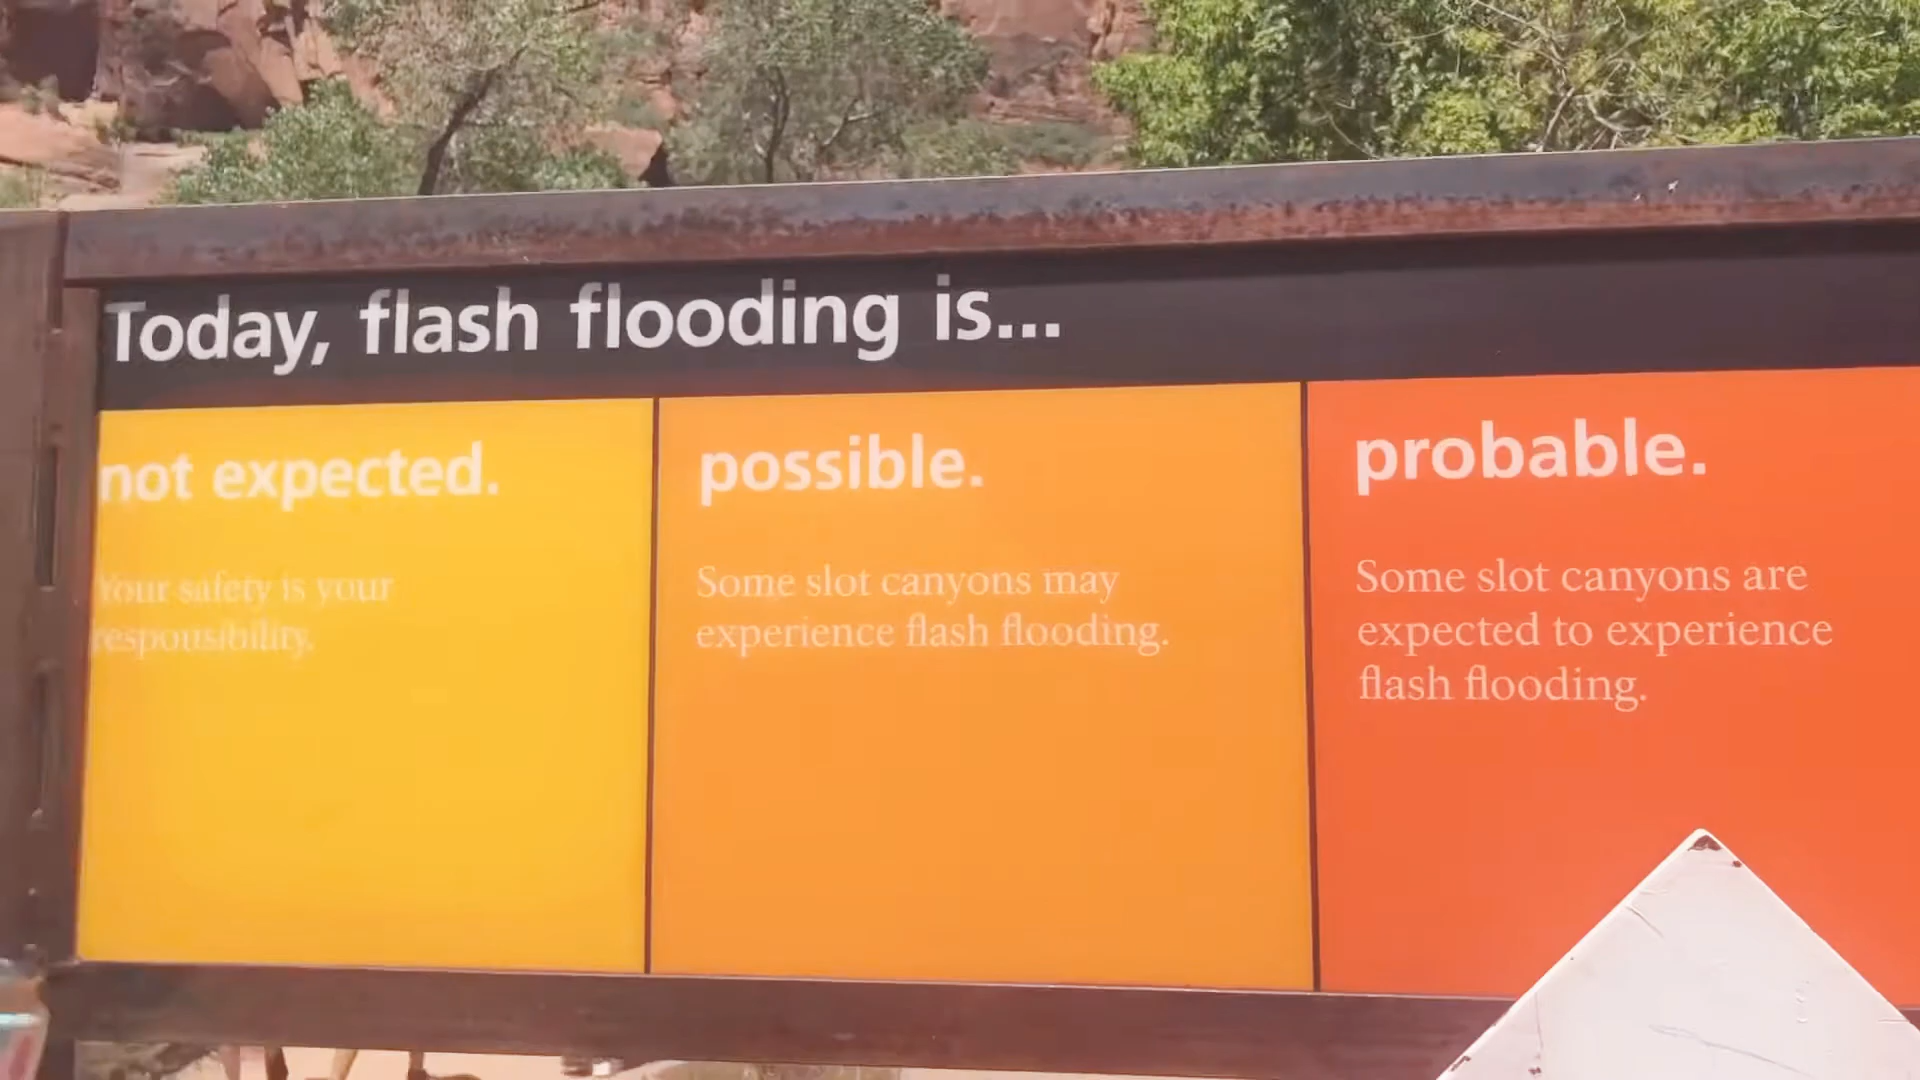 Today, flash flooding is...
not expected.
Your safety is your
responsibility.
possible.
Some slot canyons may
experience flash flooding.
probable.
Some slot canyons are
expected to experience
flash flooding.